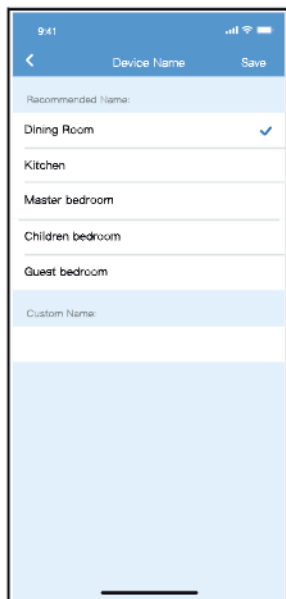 9:41
Device Name
Save
Recommended Name:
Dining Room
Kitchen
Master bedroom
Children bedroom
Guest bedroom
Custom Name: